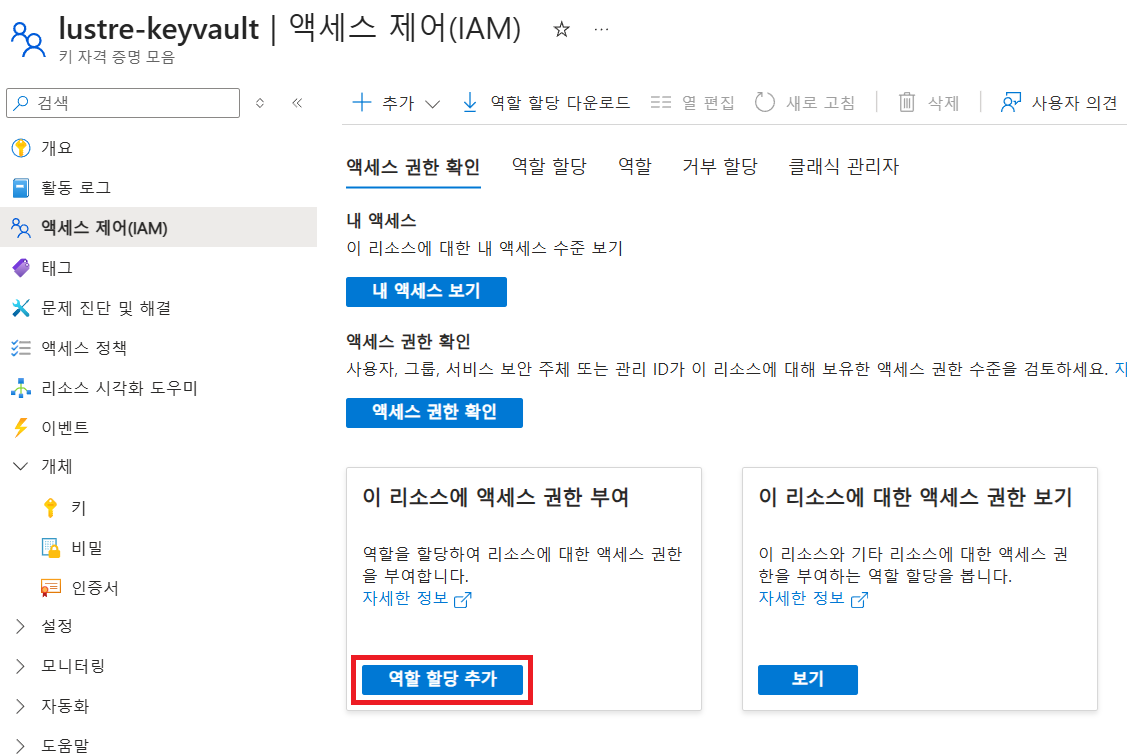 lustre-keyvault | 액세스 제어(IAM) ☆ ···
키 자격 증명 모음
검색
개요
활동 로그
액세스 제어(IAM)
태그
문제 진단 및 해결
액세스 정책
리소스 시각화 도우미
이벤트
개체
키
비밀
인증서
설정
모니터링
자동화
도움말
추가 역할 할당 다운로드 열 편집 새로 고침 삭제 사용자 의견
액세스 권한 확인 역할 할당 역할 거부 할당 클래식 관리자
내 액세스
이 리소스에 대한 내 액세스 수준 보기
내 액세스 보기
액세스 권한 확인
사용자, 그룹, 서비스 보안 주체 또는 관리 ID가 이 리소스에 대해 보유한 액세스 권한 수준을 검토하세요. 자
액세스 권한 확인
이 리소스에 액세스 권한 부여
역할을 할당하여 리소스에 대한 액세스 권한
을 부여합니다.
자세한 정보
역할 할당 추가
이 리소스에 대한 액세스 권한 보기
이 리소스와 기타 리소스에 대한 액세스 권
한을 부여하는 역할 할당을 봅니다.
자세한 정보
보기